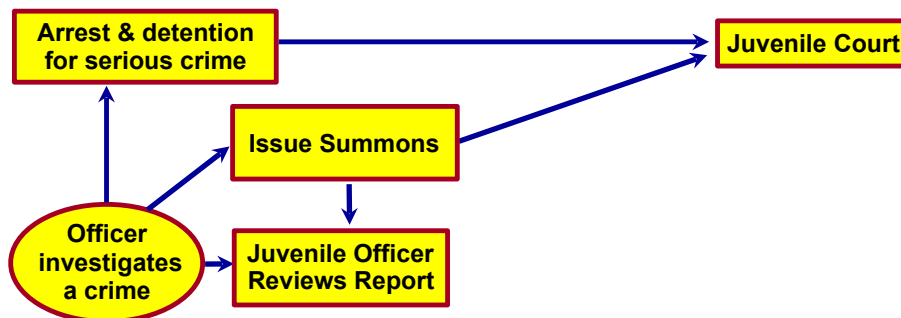 Arrest & detention
for serious crime
Juvenile Court
Issue Summons
Officer
investigates
a crime
Juvenile Officer
Reviews Report